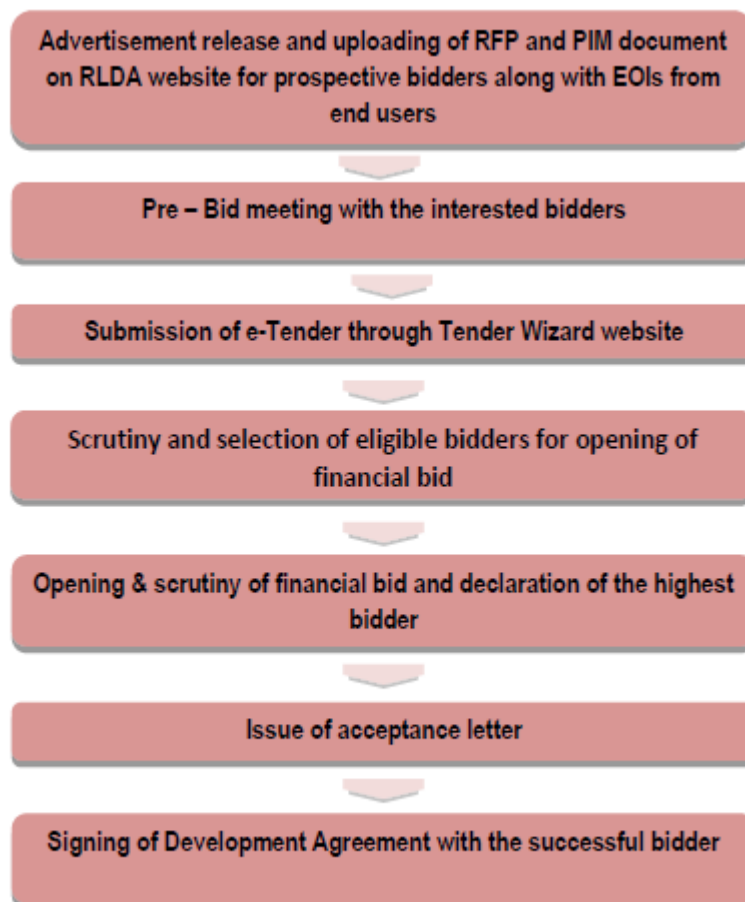 Advertisement release and uploading of RFP and PIM document
on RLDA website for prospective bidders along with EOIs from
end users
Pre – Bid meeting with the interested bidders
Submission of e-Tender through Tender Wizard website
Scrutiny and selection of eligible bidders for opening of
financial bid
Opening & scrutiny of financial bid and declaration of the highest
bidder
Issue of acceptance letter
Signing of Development Agreement with the successful bidder